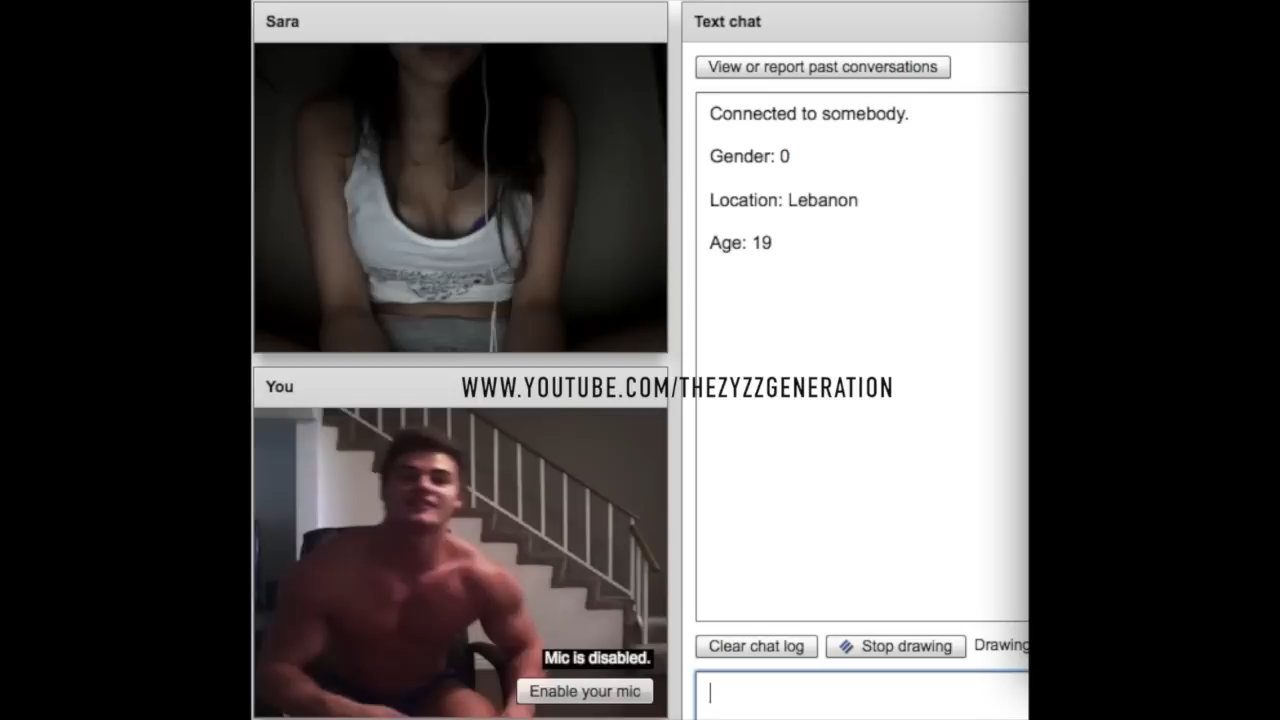 Sara
Text chat
View or report past conversations
Connected to somebody.
Gender: 0
Location: Lebanon
Age: 19
You
WWW.YOUTUBE.COM/THEZYZZGENERATION
Mic is disabled.
Enable your mic
Clear chat log
Stop drawing
Drawing